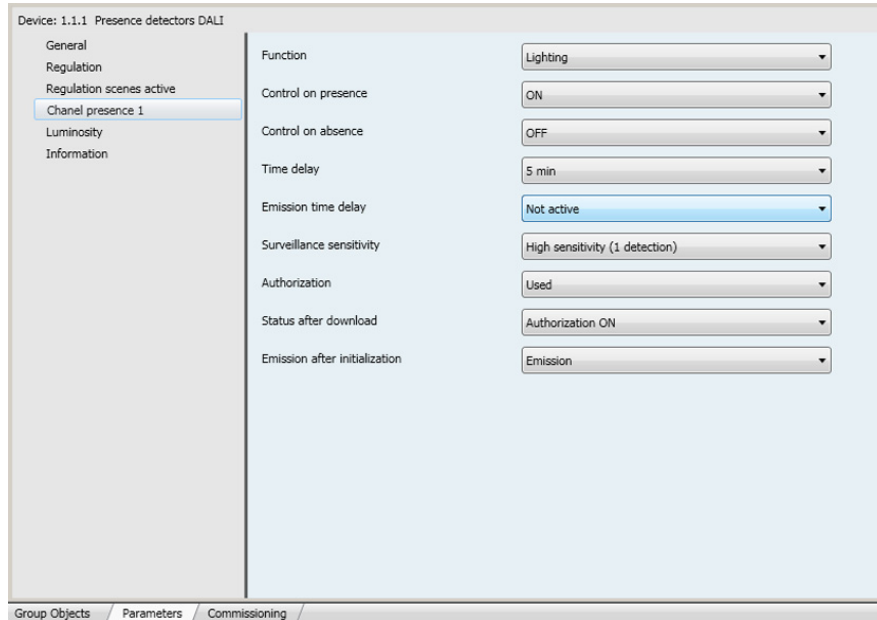 Device: 1.1.1 Presence detectors DALI
General
Regulation
Regulation scenes active
Chanel presence 1
Luminosity
Information
Function Lighting
Control on presence ON
Control on absence OFF
Time delay 5 min
Emission time delay Not active
Surveillance sensitivity High sensitivity (1 detection)
Authorization Used
Status after download Authorization ON
Emission after initialization Emission
Group Objects Parameters Commissioning